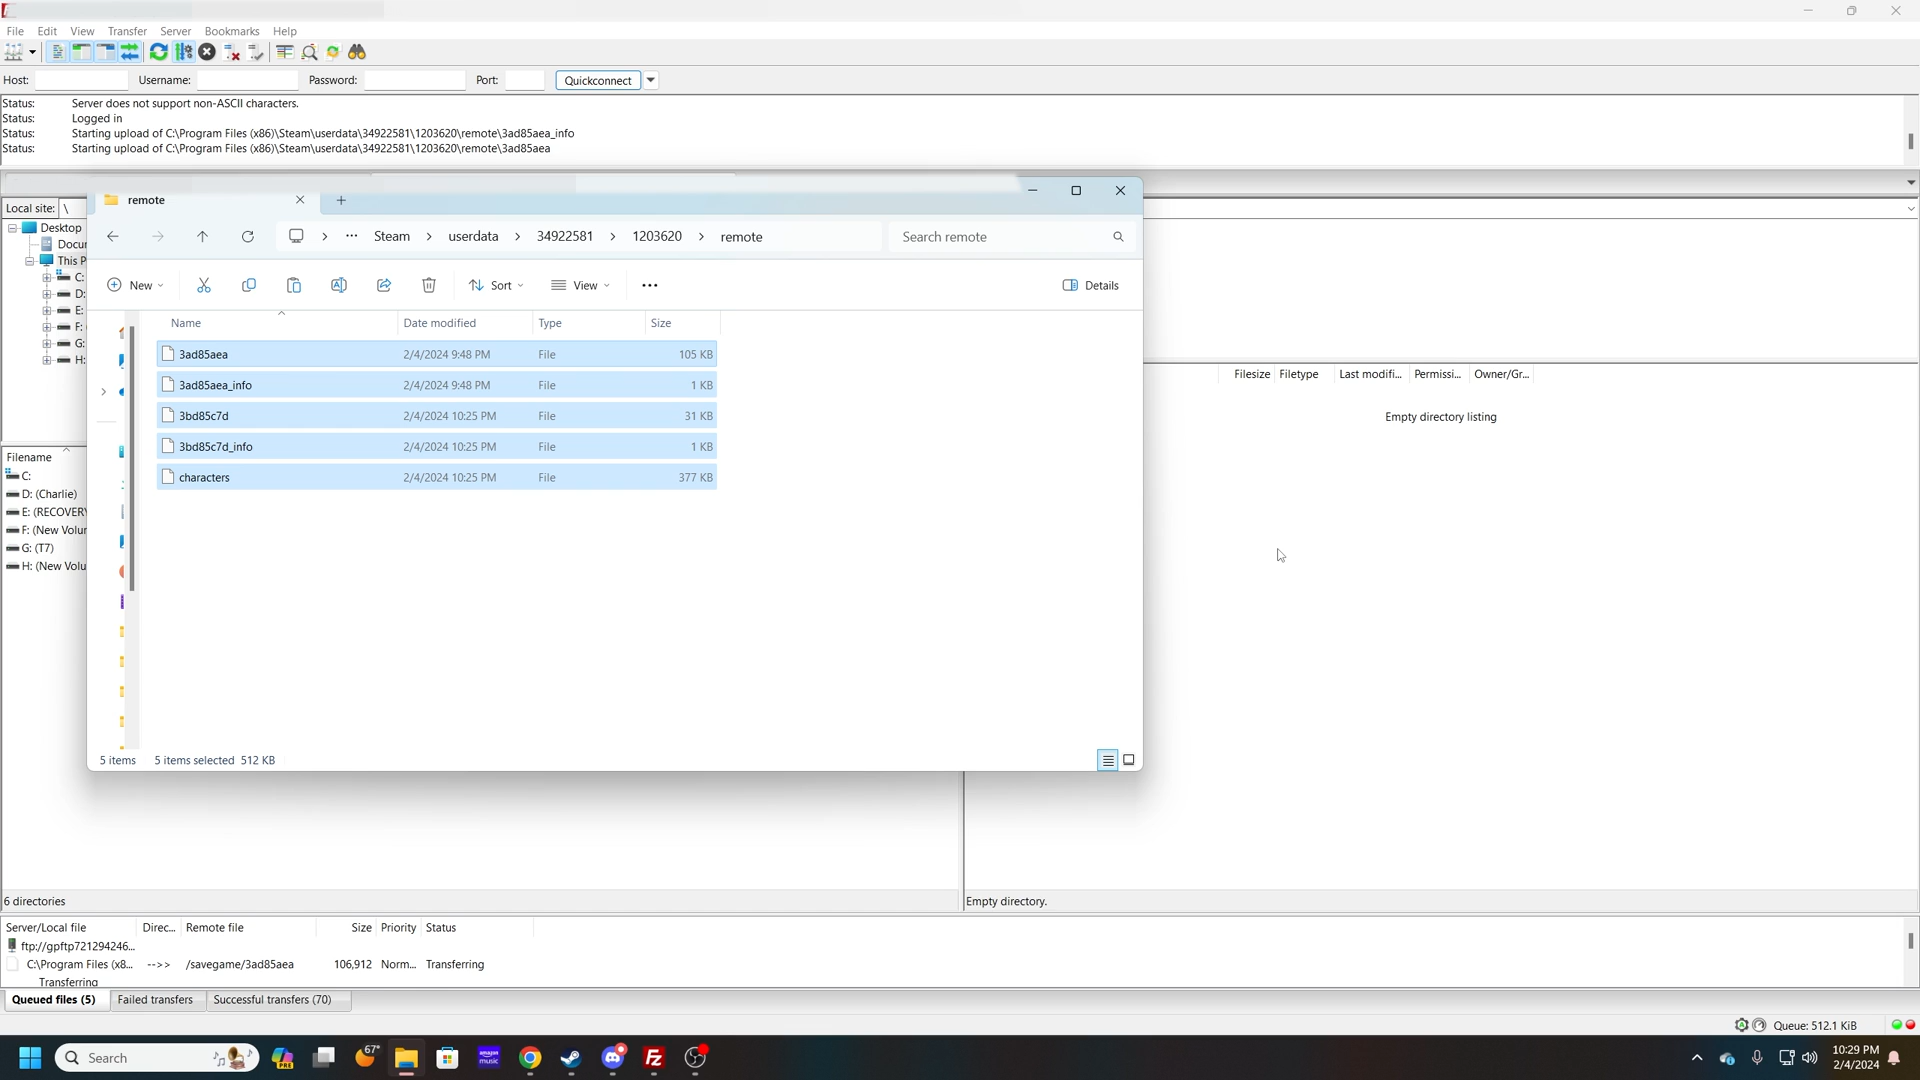 File Edit View Transfer Server Bookmarks Help
Host: Username: Password: Port: Quickconnect
Status: Server does not support non-ASCII characters.
Status: Logged in
Status: Starting upload of C:\Program Files (x86)\Steam\userdata\34922581\1203620\remote\3ad85aea_info
Status: Starting upload of C:\Program Files (x86)\Steam\userdata\34922581\1203620\remote\3ad85aea
remote
Local site: \
Desktop
Docur
This P
C:
D:
E:
F:
G:
H:
... Steam > userdata > 34922581 > 1203620 > remote
Search remote
New Sort View ... Details
Name Date modified Type Size
3ad85aea 2/4/2024 9:48 PM File 105 KB
3ad85aea_info 2/4/2024 9:48 PM File 1 KB
3bd85c7d 2/4/2024 10:25 PM File 31 KB
3bd85c7d_info 2/4/2024 10:25 PM File 1 KB
characters 2/4/2024 10:25 PM File 377 KB
5 items 5 items selected 512 KB
Filename
C:
D: (Charlie)
E: (RECOVERY
F: (New Volur
G: (T7)
H: (New Volu
Filesize Filetype Last modifi... Permissi... Owner/Gr...
Empty directory listing
6 directories
Empty directory.
Server/Local file Direc... Remote file Size Priority Status
ftp://gpftp721294246...
C:\Program Files (x8... -->> /savegame/3ad85aea 106,912 Norm... Transferring
Transferring
Queued files (5) Failed transfers Successful transfers (70)
Queue: 512.1 KiB
Search
PRE
67°
amazon music
10:29 PM
2/4/2024